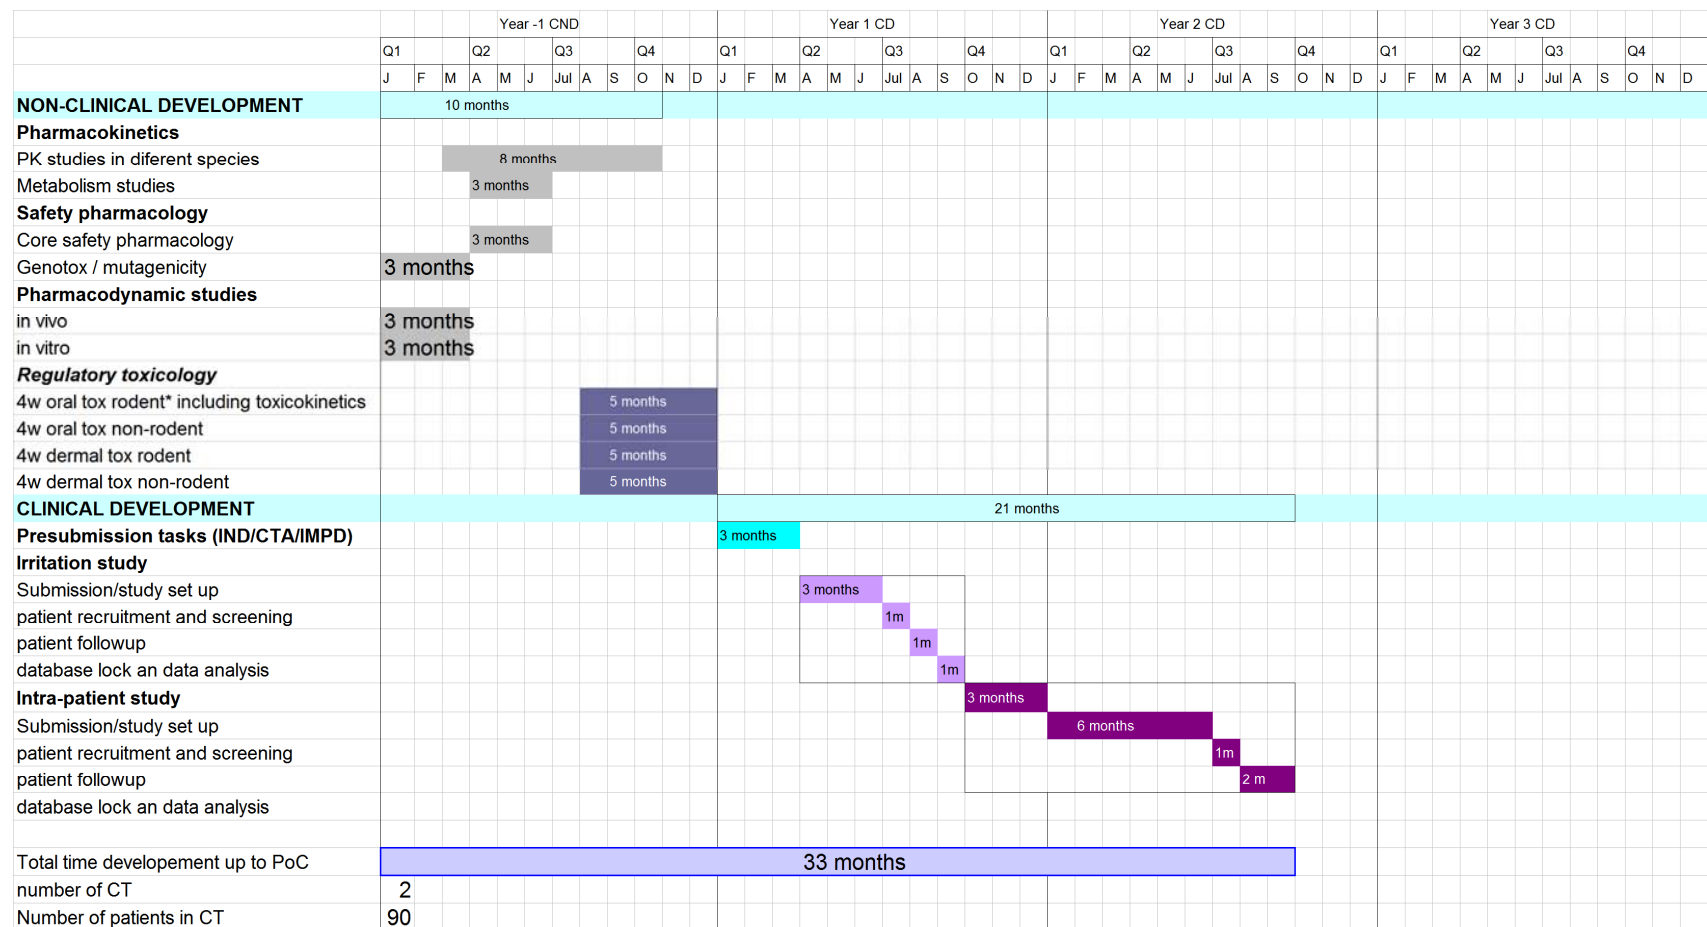 Year -1 CND Year 1 CD Year 2 CD Year 3 CD
Q1 Q2 Q3 Q4 Q1 Q2 Q3 Q4 Q1 Q2 Q3 Q4 Q1 Q2 Q3 Q4
J F M A M J Jul A S O N D J F M A M J Jul A S O N D J F M A M J Jul A S O N D J F M A M J Jul A S O N D
NON-CLINICAL DEVELOPMENT 10 months
Pharmacokinetics
PK studies in diferent species 8 months
Metabolism studies 3 months
Safety pharmacology
Core safety pharmacology 3 months
Genotox / mutagenicity 3 months
Pharmacodynamic studies
in vivo 3 months
in vitro 3 months
Regulatory toxicology
4w oral tox rodent* including toxicokinetics 5 months
4w oral tox non-rodent 5 months
4w dermal tox rodent 5 months
4w dermal tox non-rodent 5 months
CLINICAL DEVELOPMENT 21 months
Presubmission tasks (IND/CTA/IMPD) 3 months
Irritation study
Submission/study set up 3 months
patient recruitment and screening 1m
patient followup 1m
database lock an data analysis 1m
Intra-patient study 3 months
Submission/study set up 6 months
patient recruitment and screening 1m
patient followup 2 m
database lock an data analysis
Total time developement up to PoC 33 months
number of CT 2
Number of patients in CT 90